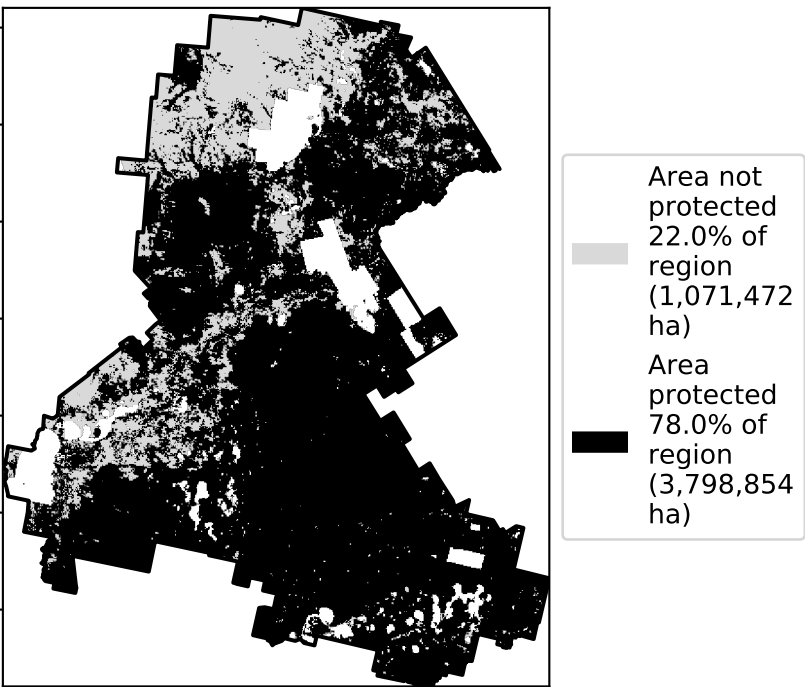 Area not
protected
22.0% of
region
(1,071,472
ha)
Area
protected
78.0% of
region
(3,798,854
ha)